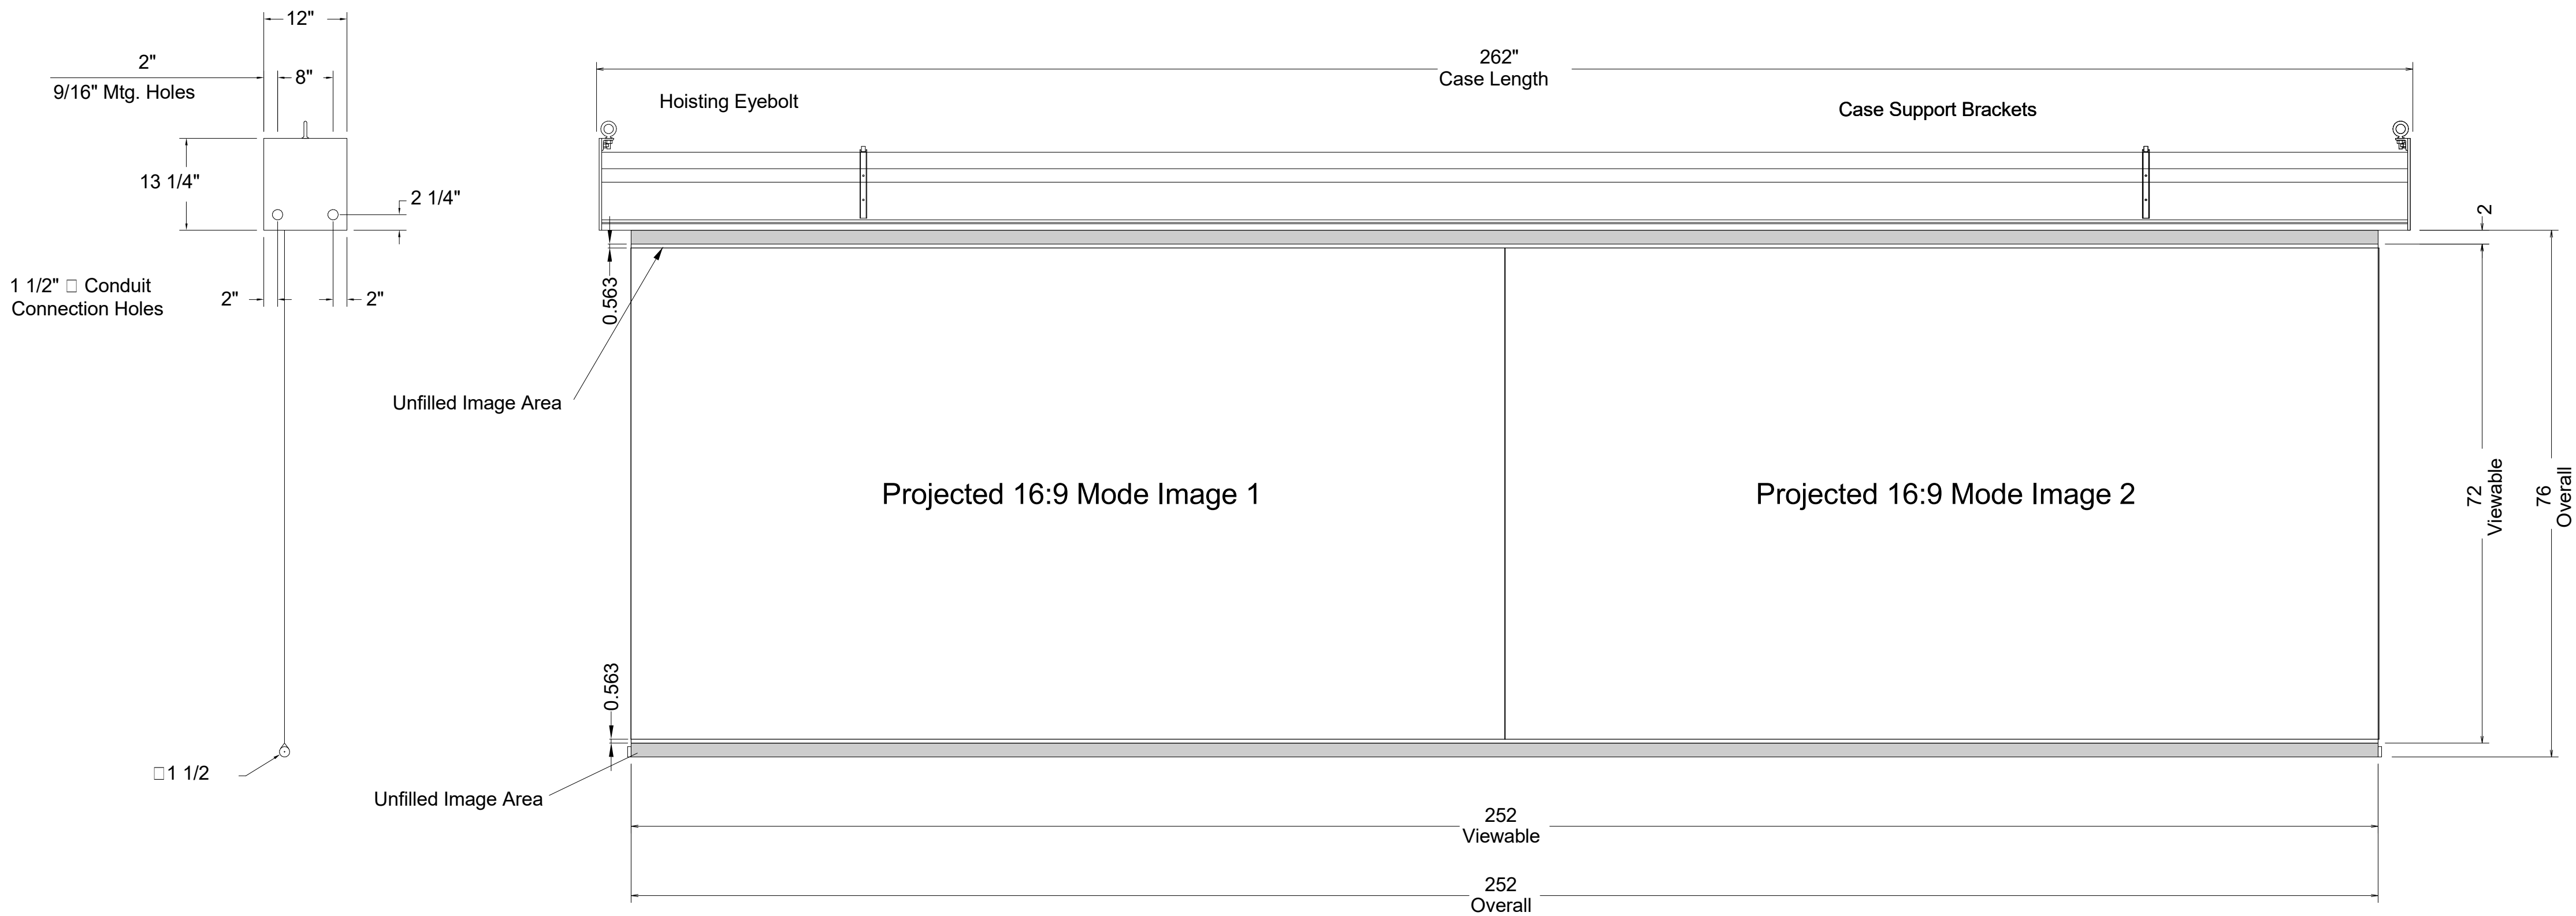 12"
2"
8"
9/16" Mtg. Holes
13 1/4"
2 1/4"
1 1/2" □ Conduit
Connection Holes
2"
2"
□1 1/2
262"
Case Length
Hoisting Eyebolt
Case Support Brackets
2
0.563
Unfilled Image Area
Projected 16:9 Mode Image 1
Projected 16:9 Mode Image 2
72
Viewable
76
Overall
0.563
Unfilled Image Area
252
Viewable
252
Overall